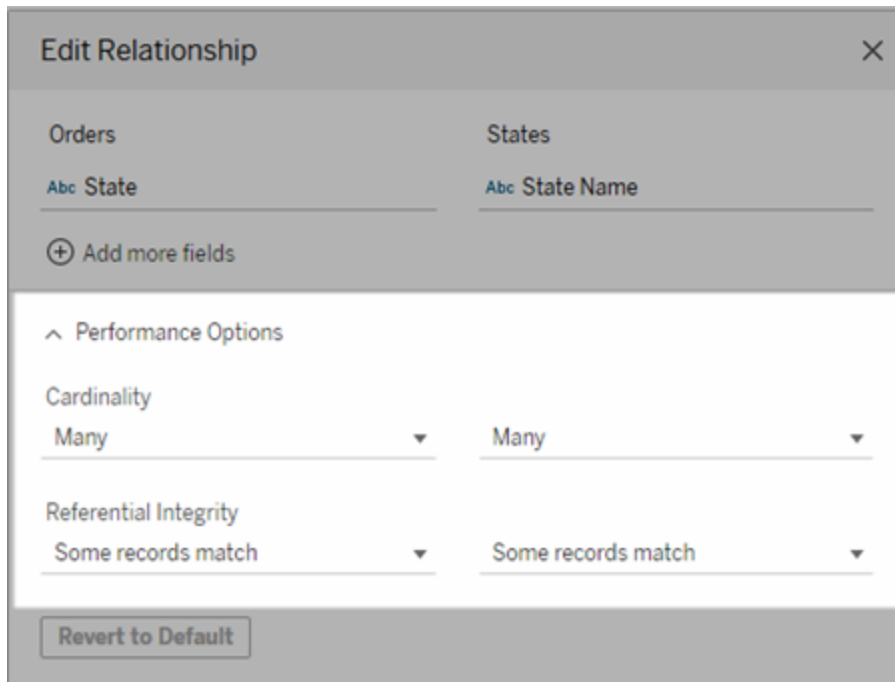 Edit Relationship
Orders States
Abc State Abc State Name
Add more fields
Performance Options
Cardinality
Many Many
Referential Integrity
Some records match Some records match
Revert to Default